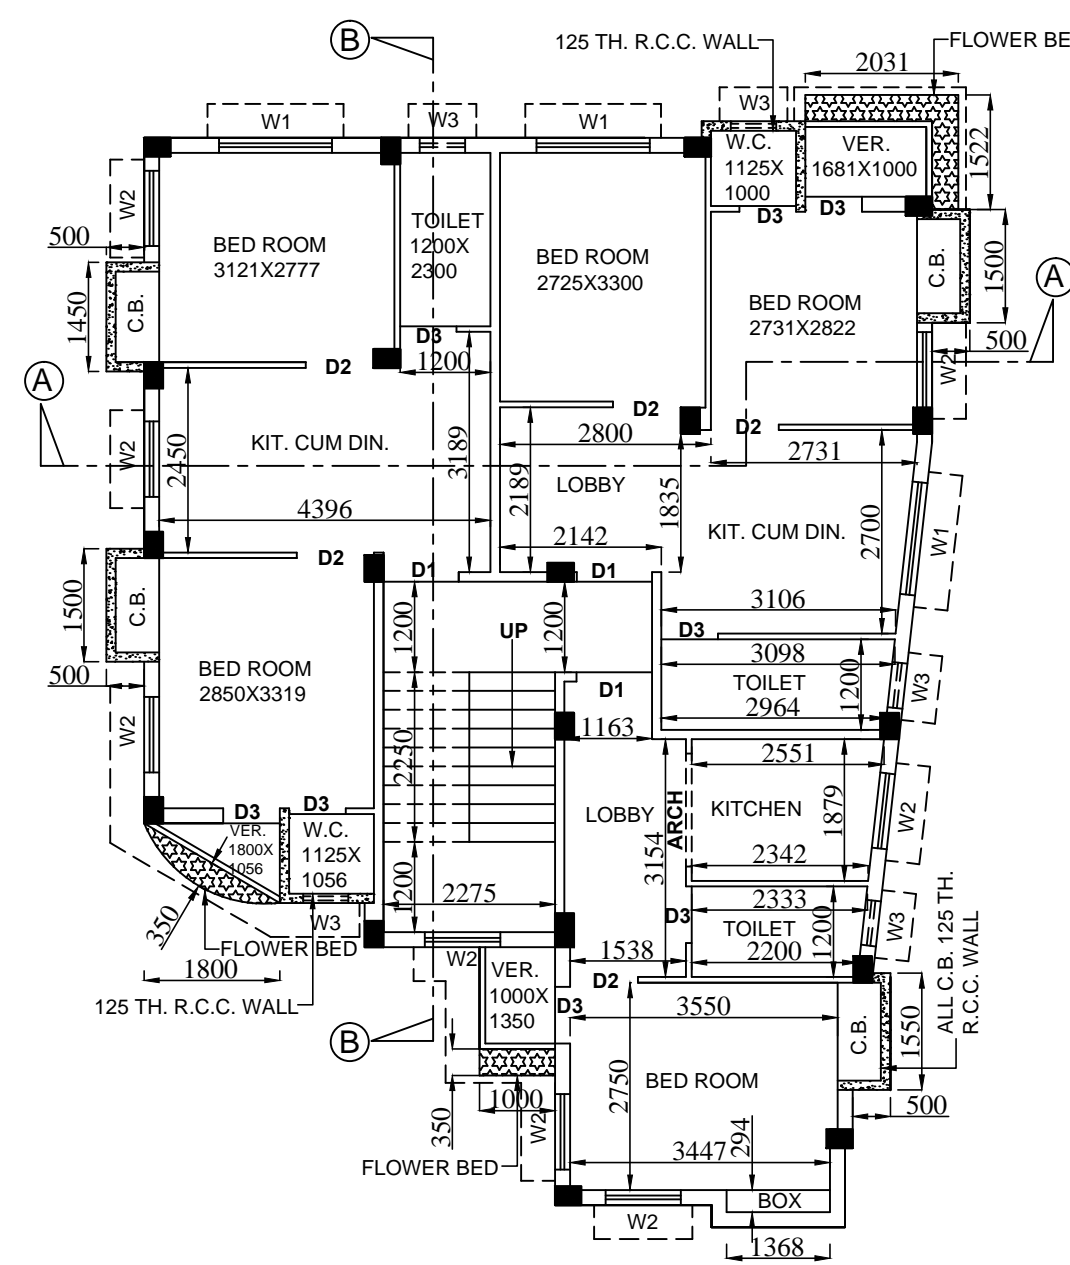 B
125 TH. R.C.C. WALL
FLOWER BE
2031
W1
W3
W1
W3
W.C.
1125X
1000
VER.
1681X1000
1522
W2
500
BED ROOM
3121X2777
TOILET
1200X
2300
BED ROOM
2725X3300
D3
D3
C.B.
1500
A
1450
C.B.
BED ROOM
2731X2822
D3
1200
500
W2
D2
A
D2
2800
D2
2731
W2
2450
KIT. CUM DIN.
3189
2189
LOBBY
1835
4396
2142
KIT. CUM DIN.
2700
W1
D2
D1
D1
1500
C.B.
3106
1200
UP
1200
D3
3098
TOILET
1200
2964
W3
500
BED ROOM
2850X3319
D1
1163
W2
2250
2551
LOBBY
ARCH
KITCHEN
1879
W2
3154
2342
D3
D3
VER.
1800X
1056
W.C.
1125X
1056
1200
2275
D3
2333
TOILET
1200
2200
W3
350
FLOWER BED
W3
1800
125 TH. R.C.C. WALL
W2
VER.
1000X
1350
1538
D2
D3
ALL C.B. 125 TH.
R.C.C. WALL
3550
C.B.
1550
B
2750
BED ROOM
350
1000
W2
500
294
3447
FLOWER BED
BOX
W2
1368